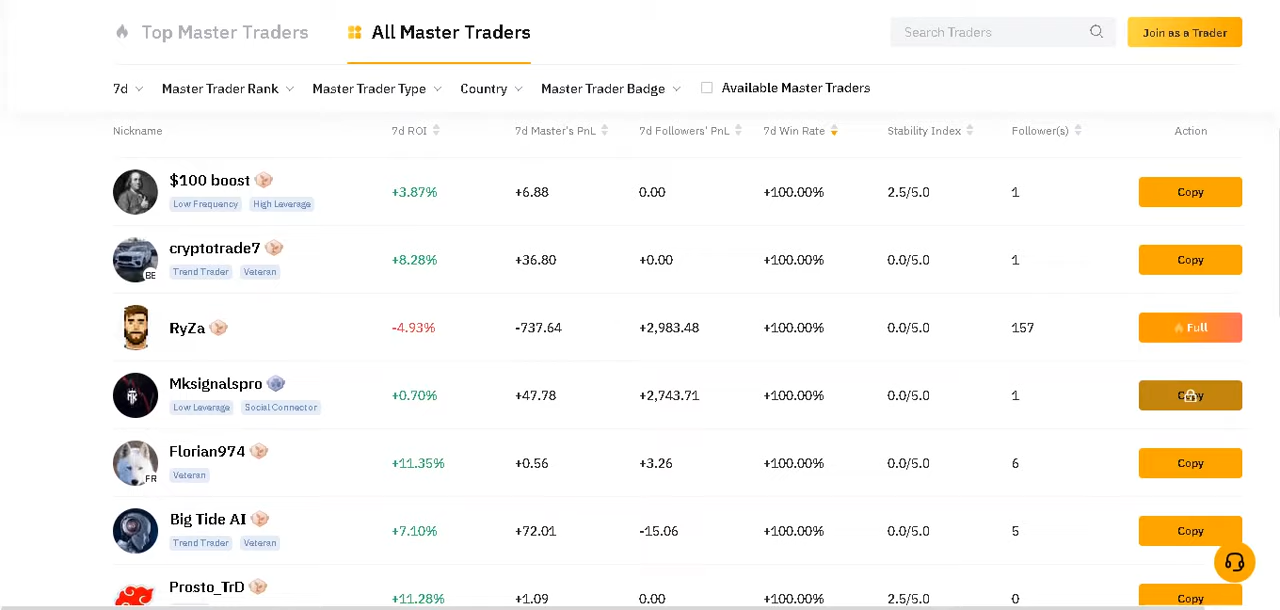 Top Master Traders All Master Traders Search Traders Join as a Trader
7d Master Trader Rank Master Trader Type Country Master Trader Badge Available Master Traders
Nickname 7d ROI 7d Master's PnL 7d Followers' PnL 7d Win Rate Stability Index Follower(s) Action
$100 boost
Low Frequency High Leverage
+3.87% +6.88 0.00 +100.00% 2.5/5.0 1 Copy
cryptotrade7
BE Trend Trader Veteran
+8.28% +36.80 +0.00 +100.00% 0.0/5.0 1 Copy
RyZa -4.93% -737.64 +2,983.48 +100.00% 0.0/5.0 157 Full
Mksignalspro
Low Leverage Social Connector
+0.70% +47.78 +2,743.71 +100.00% 0.0/5.0 1 Copy
Florian974
FR Veteran
+11.35% +0.56 +3.26 +100.00% 0.0/5.0 6 Copy
Big Tide AI
Trend Trader Veteran
+7.10% +72.01 -15.06 +100.00% 0.0/5.0 5 Copy
Prosto_TrD
+11.28% +1.09 0.00 +100.00% 2.5/5.0 0 Copy